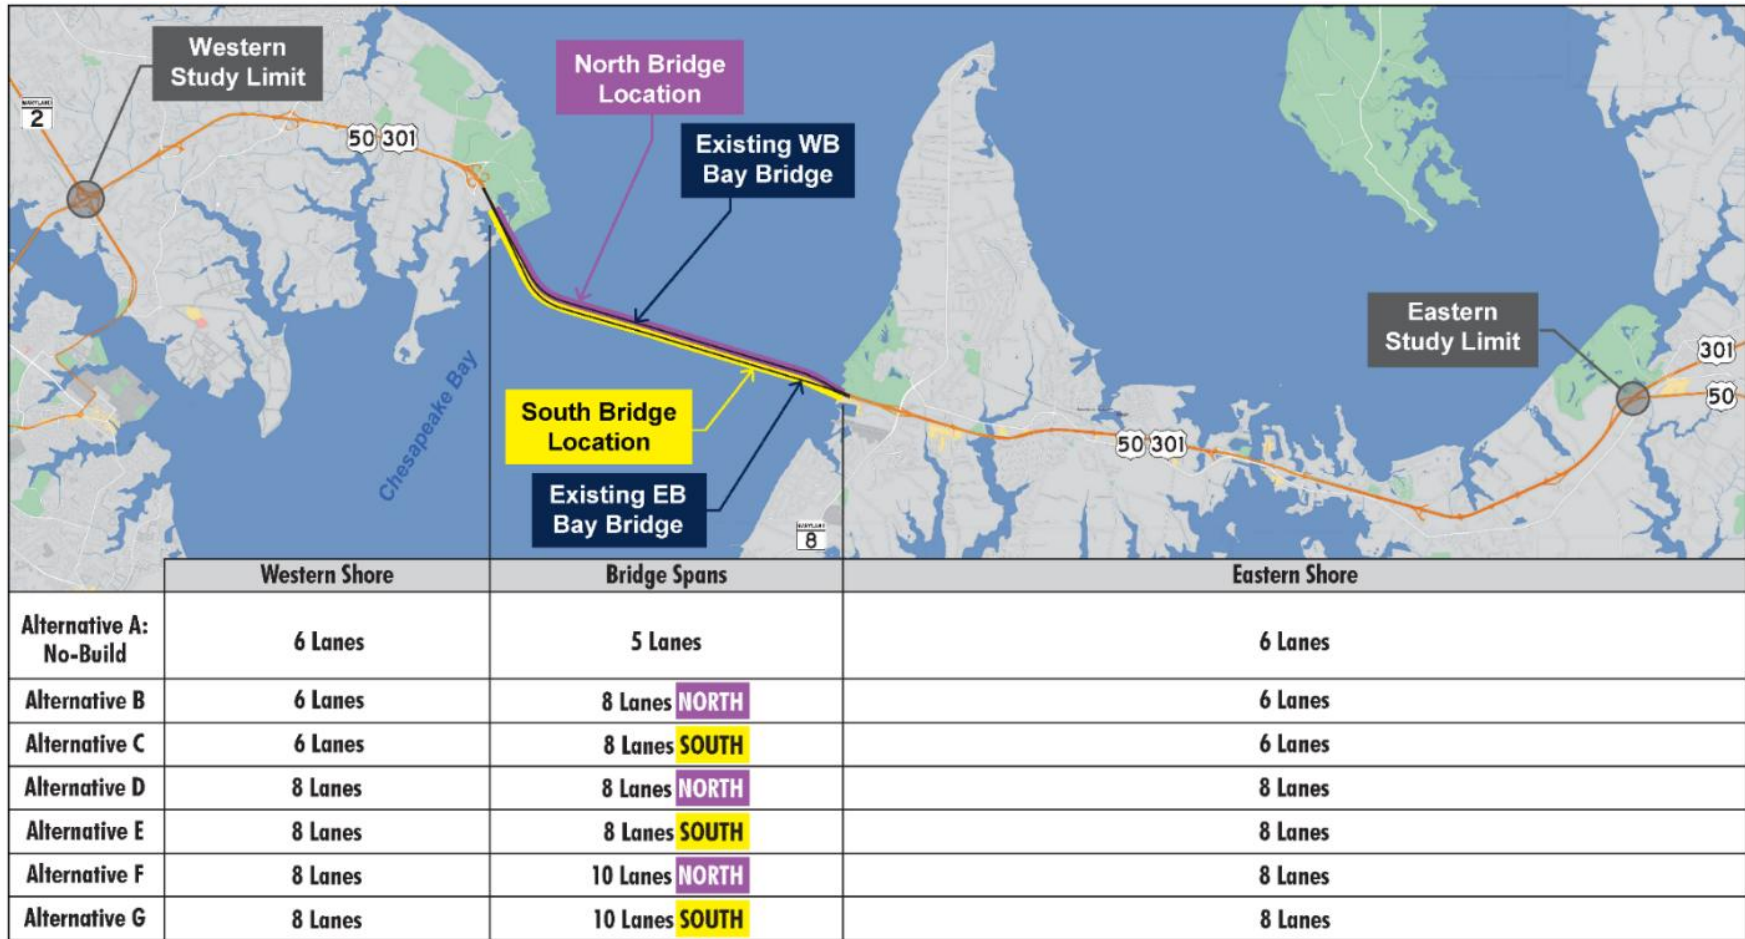 Western
Study Limit
North Bridge
Location
MARYLAND
2
50 301
Existing WB
Bay Bridge
Eastern
Study Limit
301
50
South Bridge
Location
50 301
Chesapeake Bay
Existing EB
Bay Bridge
MARYLAND
8
Western Shore Bridge Spans Eastern Shore
Alternative A:
No-Build 6 Lanes 5 Lanes 6 Lanes
Alternative B 6 Lanes 8 Lanes NORTH 6 Lanes
Alternative C 6 Lanes 8 Lanes SOUTH 6 Lanes
Alternative D 8 Lanes 8 Lanes NORTH 8 Lanes
Alternative E 8 Lanes 8 Lanes SOUTH 8 Lanes
Alternative F 8 Lanes 10 Lanes NORTH 8 Lanes
Alternative G 8 Lanes 10 Lanes SOUTH 8 Lanes